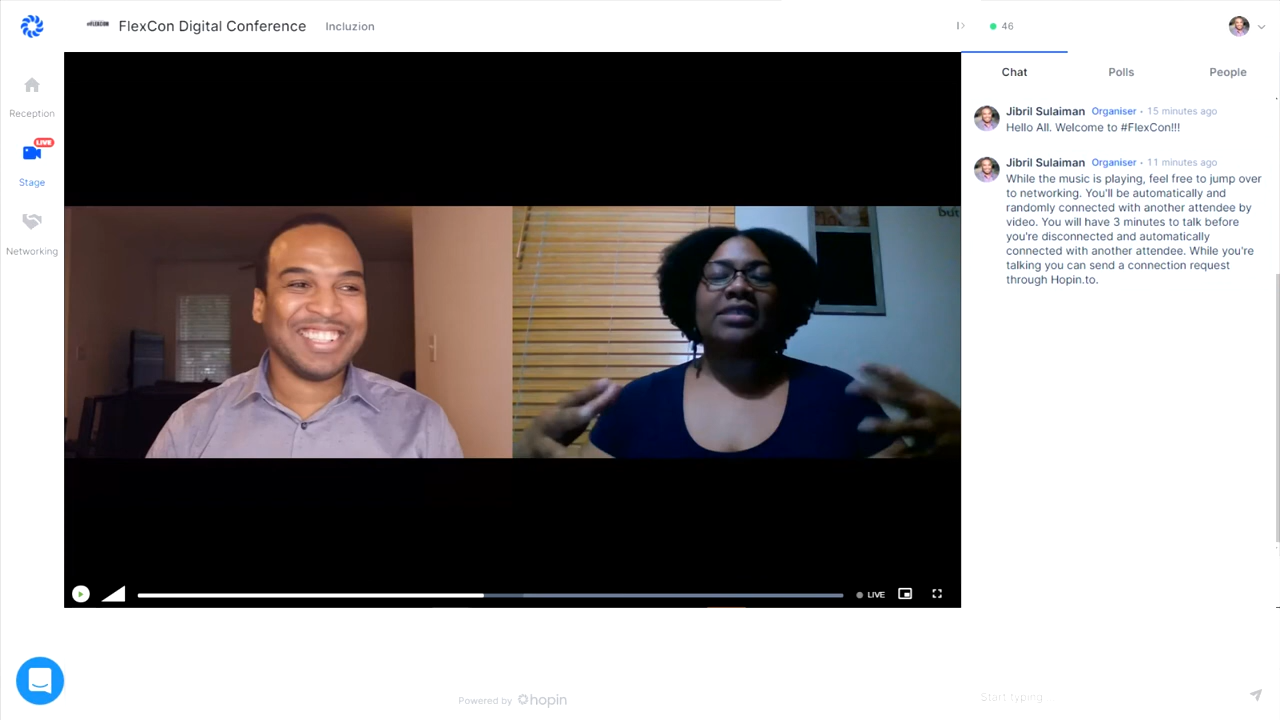 #FLEXCON FlexCon Digital Conference Incluzion 46
Chat Polls People
Reception
LIVE
Stage
Networking
Jibril Sulaiman Organiser • 15 minutes ago
Hello All. Welcome to #FlexCon!!!
Jibril Sulaiman Organiser • 11 minutes ago
While the music is playing, feel free to jump over
to networking. You'll be automatically and
randomly connected with another attendee by
video. You will have 3 minutes to talk before
you're disconnected and automatically
connected with another attendee. While you're
talking you can send a connection request
through Hopin.to.
but
LIVE
Powered by hopin
Start typing